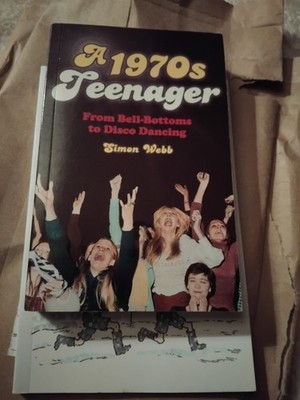 A 1970s
Teenager
From Bell-Bottoms
to Disco Dancing
Simon Webb